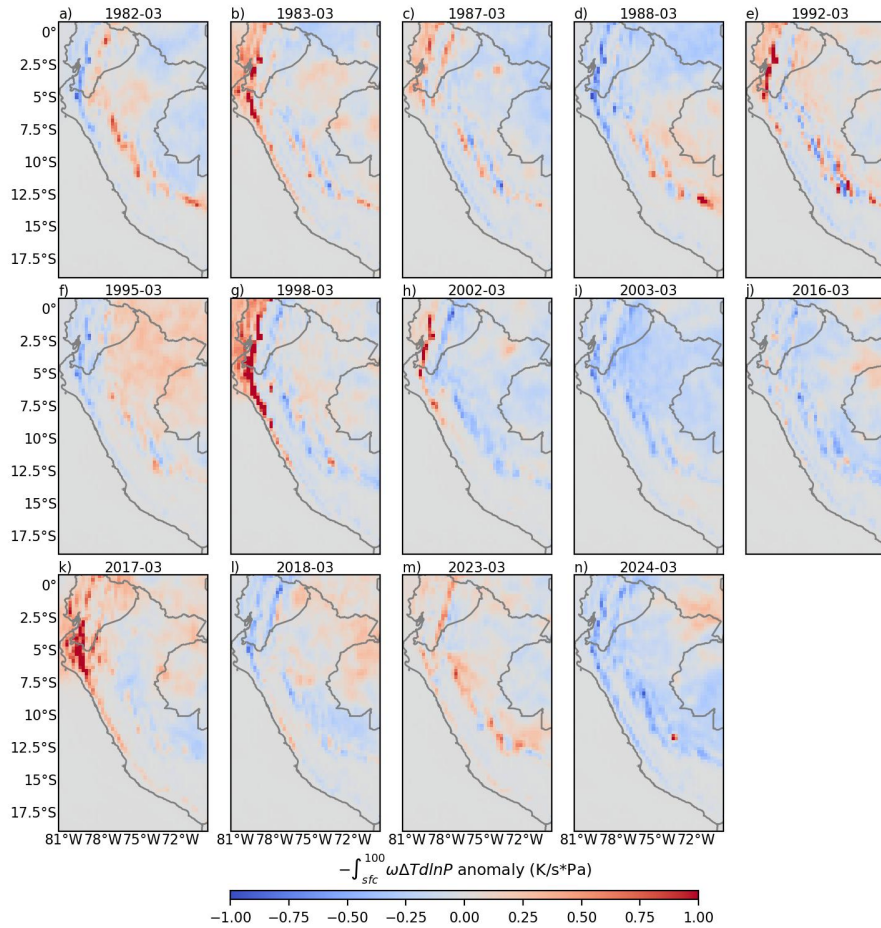 a) 1982-03 b) 1983-03 c) 1987-03 d) 1988-03 e) 1992-03
0°
2.5°S
5°S
7.5°S
10°S
12.5°S
15°S
17.5°S
f) 1995-03 g) 1998-03 h) 2002-03 i) 2003-03 j) 2016-03
0°
2.5°S
5°S
7.5°S
10°S
12.5°S
15°S
17.5°S
k) 2017-03 l) 2018-03 m) 2023-03 n) 2024-03
0°
2.5°S
5°S
7.5°S
10°S
12.5°S
15°S
17.5°S
81°W 78°W 75°W 72°W 81°W 78°W 75°W 72°W 81°W 78°W 75°W 72°W 81°W 78°W 75°W 72°W
−∫_{sfc}^{100} ωΔTdlnP anomaly (K/s*Pa)
−1.00 −0.75 −0.50 −0.25 0.00 0.25 0.50 0.75 1.00